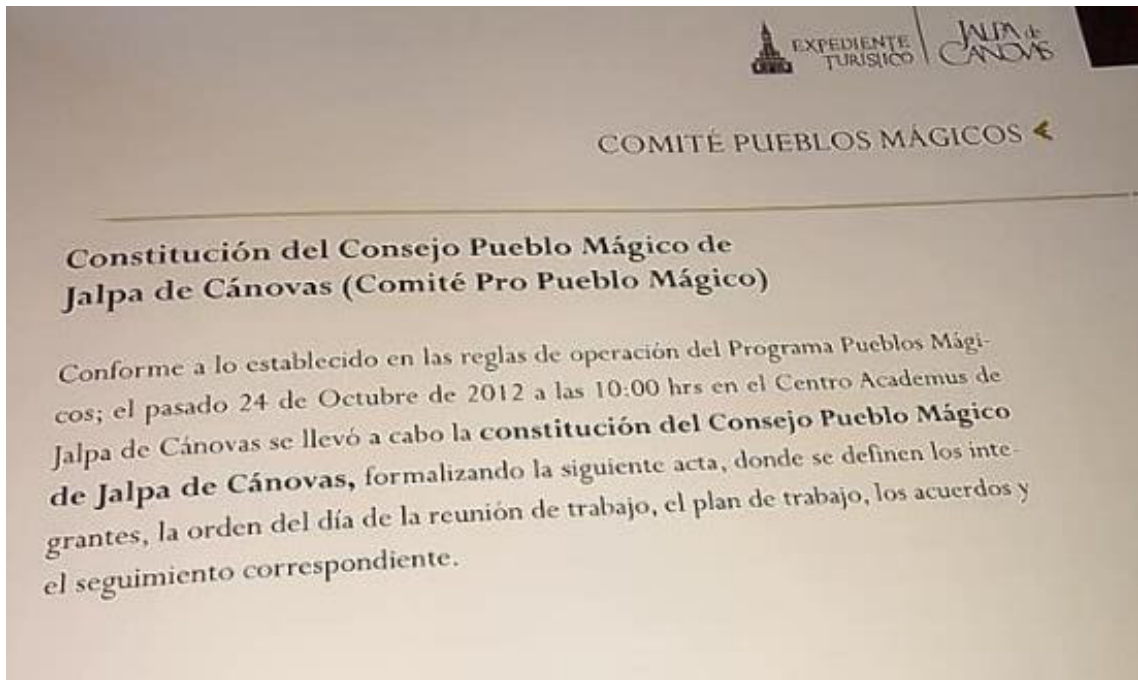 EXPEDIENTE
TURÍSTICO
JALPA de
CÁNOVAS
COMITÉ PUEBLOS MÁGICOS
Constitución del Consejo Pueblo Mágico de
Jalpa de Cánovas (Comité Pro Pueblo Mágico)
Conforme a lo establecido en las reglas de operación del Programa Pueblos Mági-
cos; el pasado 24 de Octubre de 2012 a las 10:00 hrs en el Centro Academus de
Jalpa de Cánovas se llevó a cabo la constitución del Consejo Pueblo Mágico
de Jalpa de Cánovas, formalizando la siguiente acta, donde se definen los inte-
grantes, la orden del día de la reunión de trabajo, el plan de trabajo, los acuerdos y
el seguimiento correspondiente.